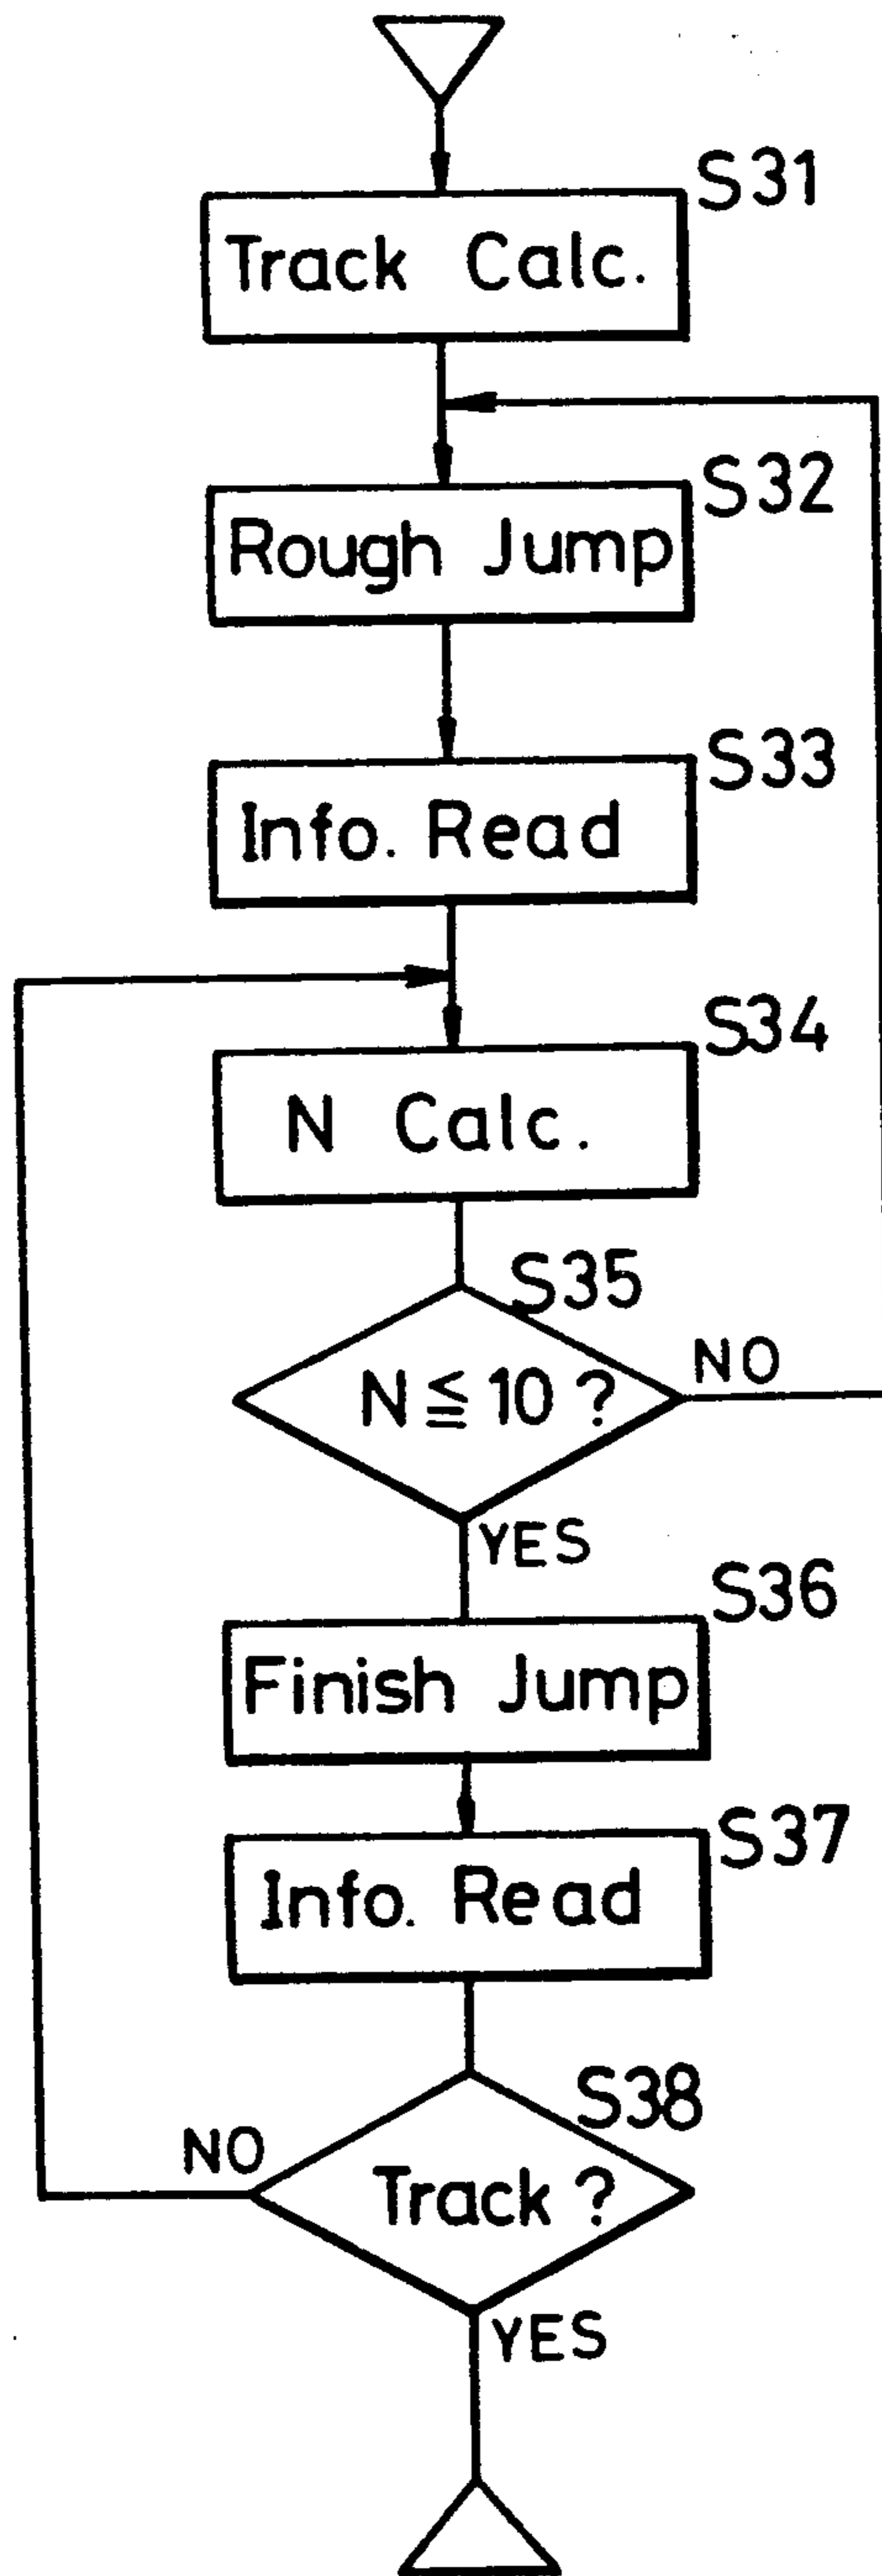 S31
Track Calc.
S32
Rough Jump
S33
Info. Read
S34
N Calc.
S35
N ≦ 10 ?
NO
YES
S36
Finish Jump
S37
Info. Read
S38
NO
Track ?
YES